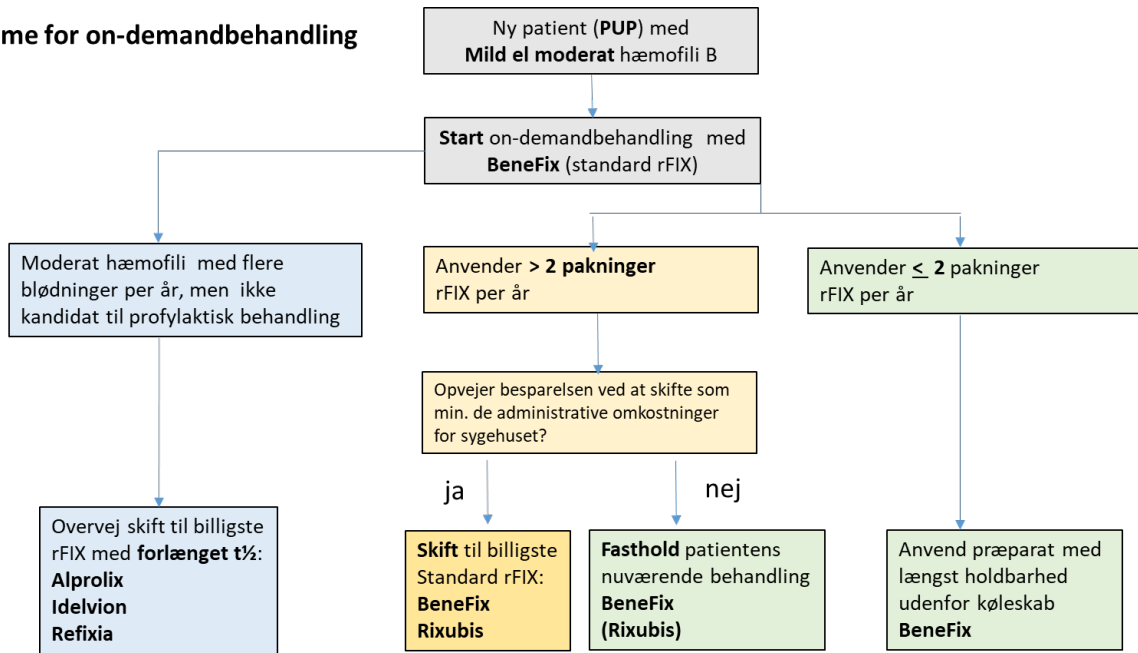 me for on-demandbehandling
Ny patient (PUP) med
Mild el moderat hæmofili B
Start on-demandbehandling med
BeneFix (standard rFIX)
Moderat hæmofili med flere
blødninger per år, men ikke
kandidat til profylaktisk behandling
Anvender > 2 pakninger
rFIX per år
Anvender < 2 pakninger
rFIX per år
Opvejer besparelsen ved at skifte som
min. de administrative omkostninger
for sygehuset?
ja
nej
Overvej skift til billigste
rFIX med forlænget t½:
Alprolix
Idelvion
Refixia
Skift til billigste
Standard rFIX:
BeneFix
Rixubis
Fasthold patientens
nuværende behandling
BeneFix
(Rixubis)
Anvend præparat med
længst holdbarhed
udenfor køleskab
BeneFix